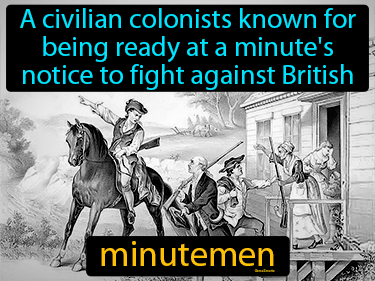 A civilian colonists known for
being ready at a minute's
notice to fight against British
minutemen